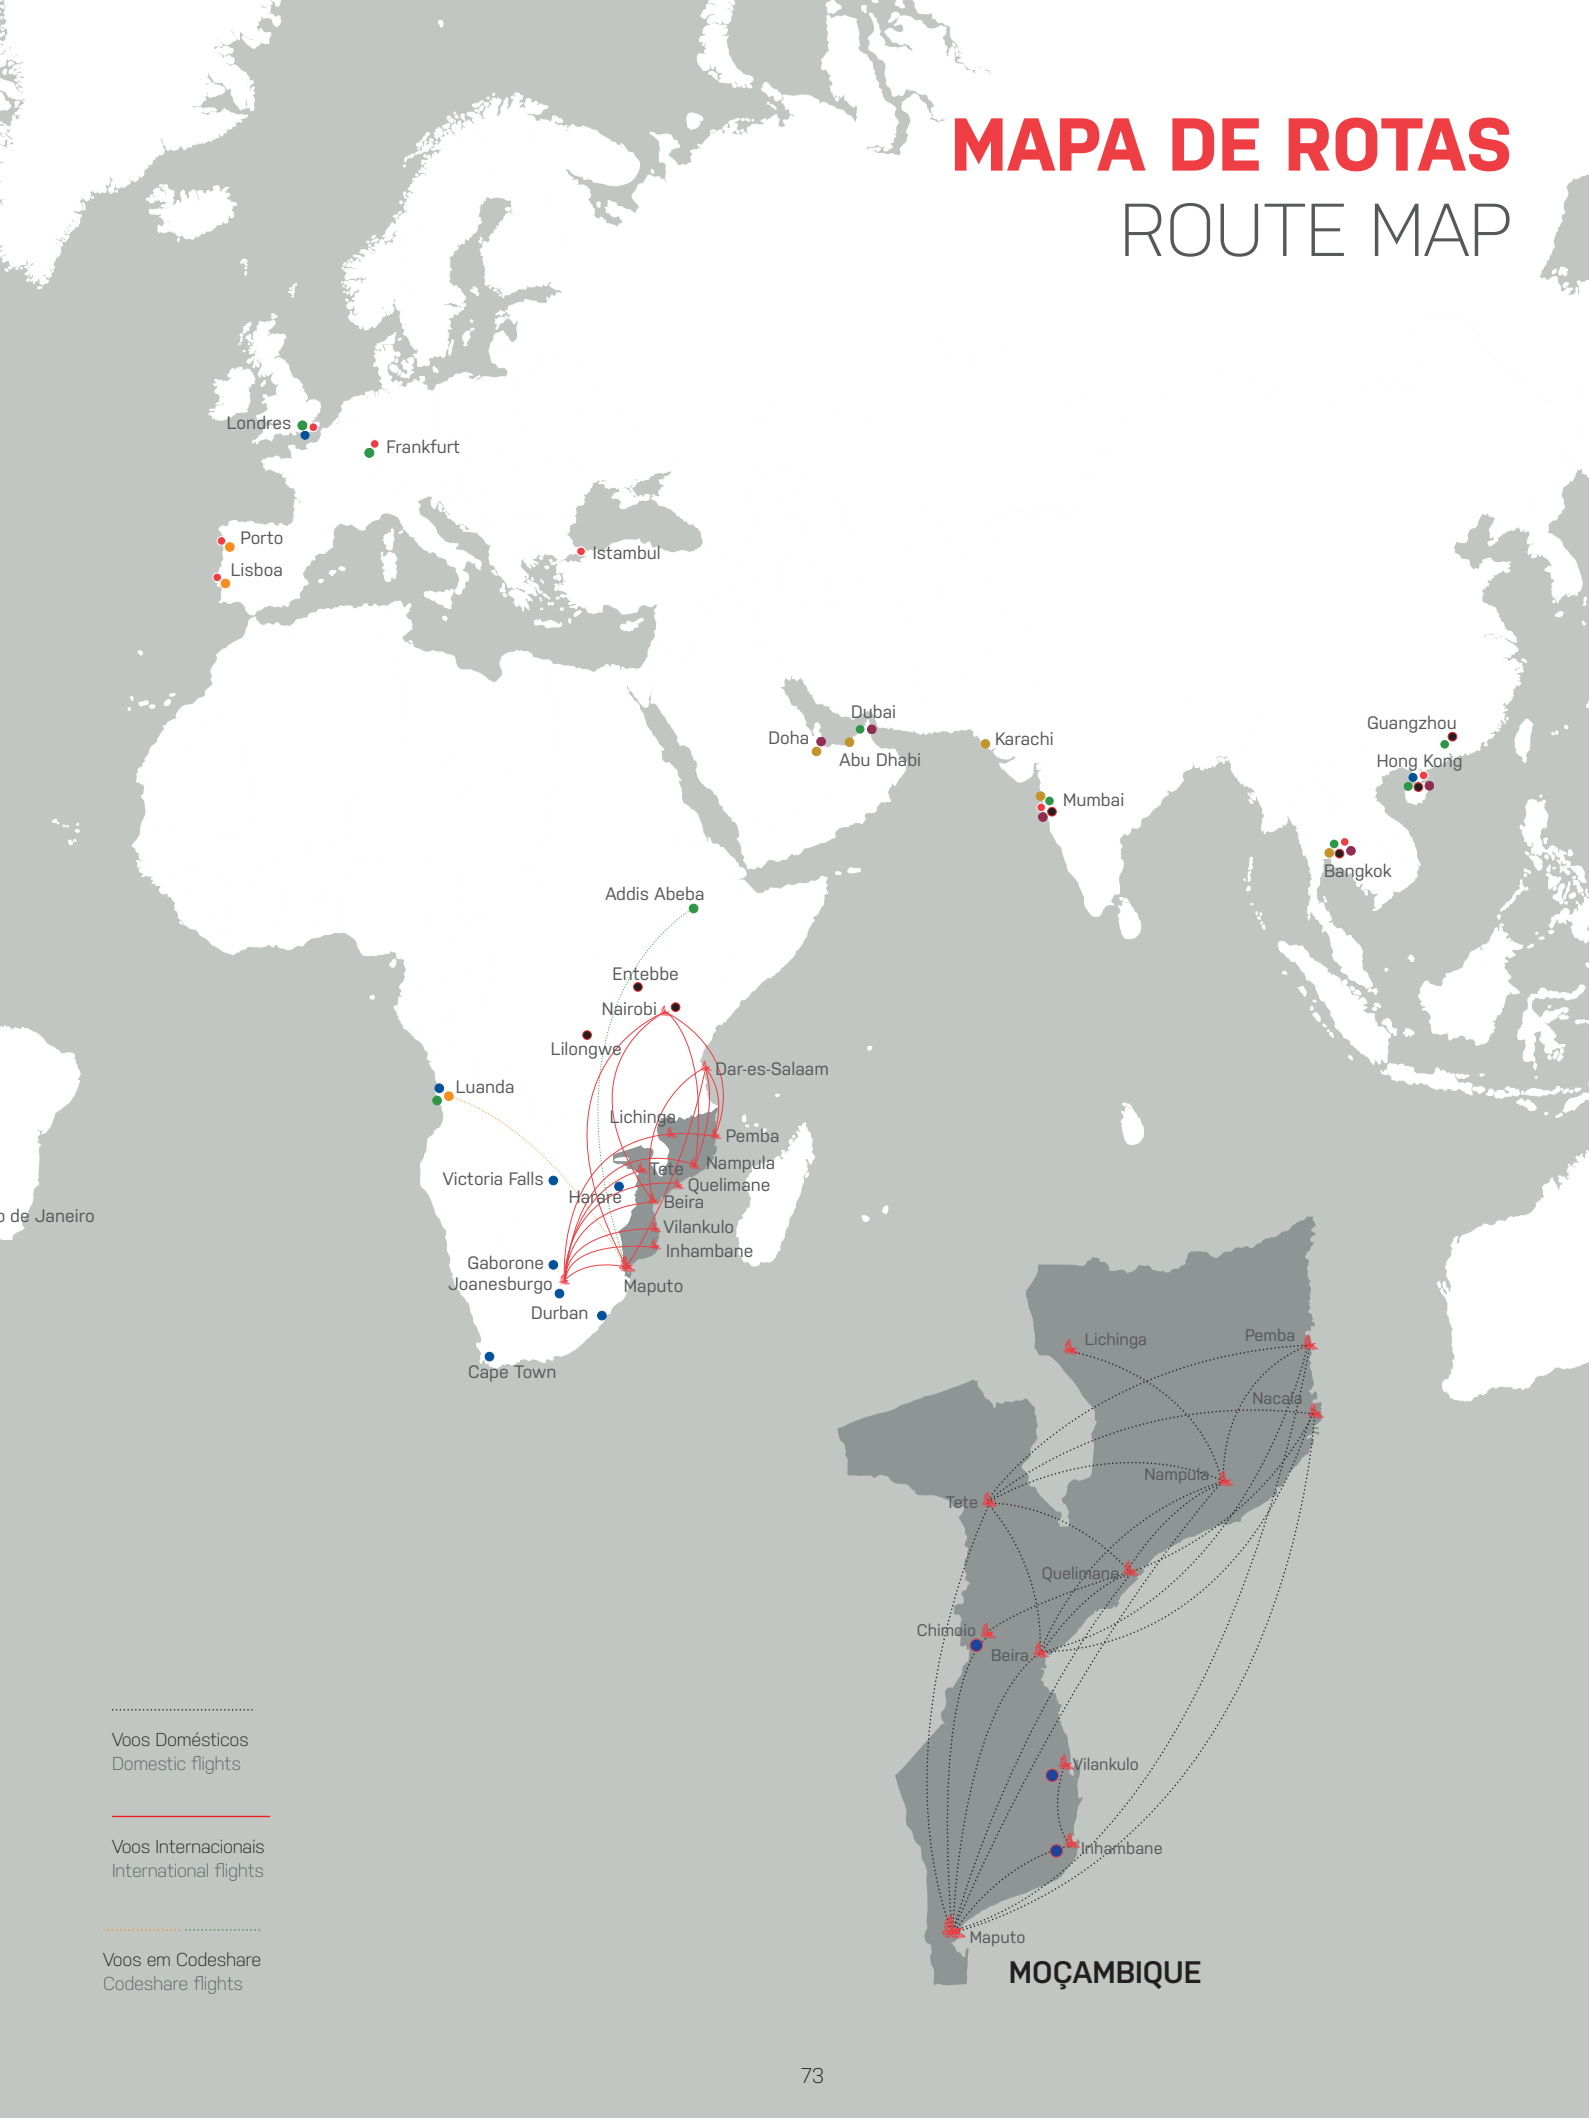 MAPA DE ROTAS
ROUTE MAP
Londres
Frankfurt
Porto
Lisboa
Istambul
Dubai
Doha
Abu Dhabi
Karachi
Mumbai
Guangzhou
Hong Kong
Bangkok
Addis Abeba
Entebbe
Nairobi
Lilongwe
Dar-es-Salaam
Luanda
Lichinga
Pemba
Nampula
Tete
Victoria Falls
Quelimane
Harare
Beira
o de Janeiro
Vilankulo
Inhambane
Gaborone
Joanesburgo
Maputo
Durban
Cape Town
Lichinga
Pemba
Nacala
Nampula
Tete
Quelimane
Chimoio
Beira
Vilankulo
Inhambane
Maputo
MOÇAMBIQUE
Voos Domésticos
Domestic flights
Voos Internacionais
International flights
Voos em Codeshare
Codeshare flights
73